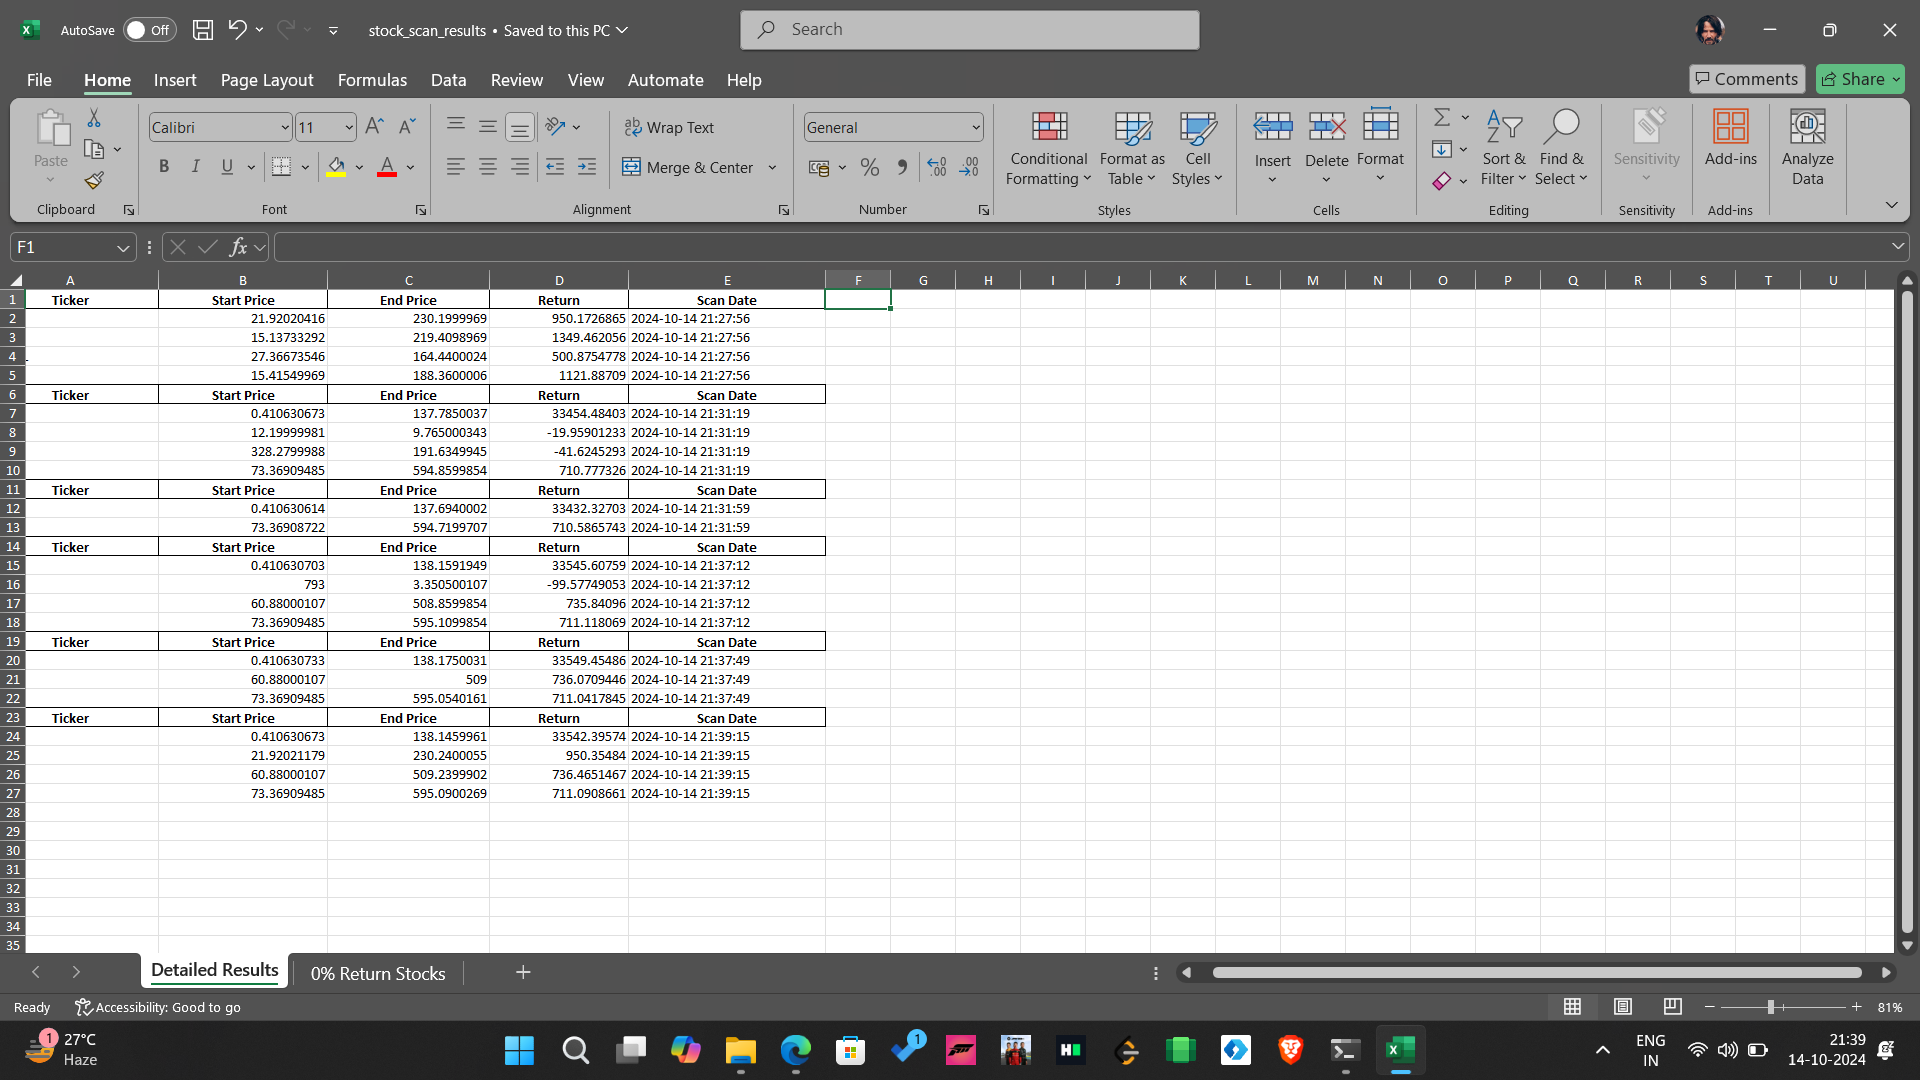 AutoSave Off stock_scan_results • Saved to this PC Search
File Home Insert Page Layout Formulas Data Review View Automate Help Comments Share
Paste Calibri 11 Wrap Text General Conditional Formatting Format as Table Cell Styles Insert Delete Format Sort & Filter Find & Select Sensitivity Add-ins Analyze Data
B I U Merge & Center
Clipboard Font Alignment Number Styles Cells Editing Sensitivity Add-ins
F1 fx
A B C D E F G H I J K L M N O P Q R S T U
1 Ticker Start Price End Price Return Scan Date
2 21.92020416 230.1999969 950.1726865 2024-10-14 21:27:56
3 15.13733292 219.4098969 1349.462056 2024-10-14 21:27:56
4 27.36673546 164.4400024 500.8754778 2024-10-14 21:27:56
5 15.41549969 188.3600006 1121.88709 2024-10-14 21:27:56
6 Ticker Start Price End Price Return Scan Date
7 0.410630673 137.7850037 33454.48403 2024-10-14 21:31:19
8 12.19999981 9.765000343 -19.95901233 2024-10-14 21:31:19
9 328.2799988 191.6349945 -41.6245293 2024-10-14 21:31:19
10 73.36909485 594.8599854 710.777326 2024-10-14 21:31:19
11 Ticker Start Price End Price Return Scan Date
12 0.410630614 137.6940002 33432.32703 2024-10-14 21:31:59
13 73.36908722 594.7199707 710.5865743 2024-10-14 21:31:59
14 Ticker Start Price End Price Return Scan Date
15 0.410630703 138.1591949 33545.60759 2024-10-14 21:37:12
16 793 3.350500107 -99.57749053 2024-10-14 21:37:12
17 60.88000107 508.8599854 735.84096 2024-10-14 21:37:12
18 73.36909485 595.1099854 711.118069 2024-10-14 21:37:12
19 Ticker Start Price End Price Return Scan Date
20 0.410630733 138.1750031 33549.45486 2024-10-14 21:37:49
21 60.88000107 509 736.0709446 2024-10-14 21:37:49
22 73.36909485 595.0540161 711.0417845 2024-10-14 21:37:49
23 Ticker Start Price End Price Return Scan Date
24 0.410630673 138.1459961 33542.39574 2024-10-14 21:39:15
25 21.92021179 230.2400055 950.35484 2024-10-14 21:39:15
26 60.88000107 509.2399902 736.4651467 2024-10-14 21:39:15
27 73.36909485 595.0900269 711.0908661 2024-10-14 21:39:15
28
29
30
31
32
33
34
35
Detailed Results 0% Return Stocks
Ready Accessibility: Good to go 81%
1 27°C Haze 1 ENG IN 21:39 14-10-2024